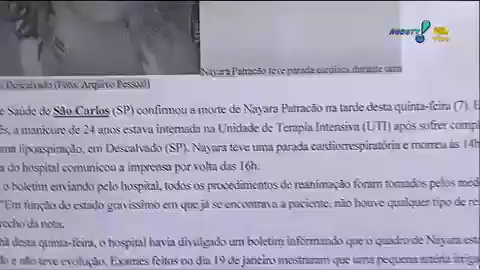 REDETV!
Nayara Patracão teve parada cardíaca durante uma
Descalvado (Foto: Arquivo Pessoal)
e Saúde de São Carlos (SP) confirmou a morte de Nayara Patracão na tarde desta quinta-feira (7). E
ês, a manicure de 24 anos estava internada na Unidade de Terapia Intensiva (UTI) após sofrer compl
ma lipoaspiração, em Descalvado (SP). Nayara teve uma parada cardiorrespiratória e morreu às 14h
a do hospital comunicou a imprensa por volta das 16h.
o boletim enviando pelo hospital, todos os procedimentos de reanimação foram tomados pelos méd
"Em função do estado gravíssimo em que já se encontrava a paciente, não houve qualquer tipo de re
recho da nota.
hã desta quinta-feira, o hospital havia divulgado um boletim informando que o quadro de Nayara est
do e não teve evolução. Exames feitos no dia 19 de janeiro mostraram que uma pequena artéria irriga